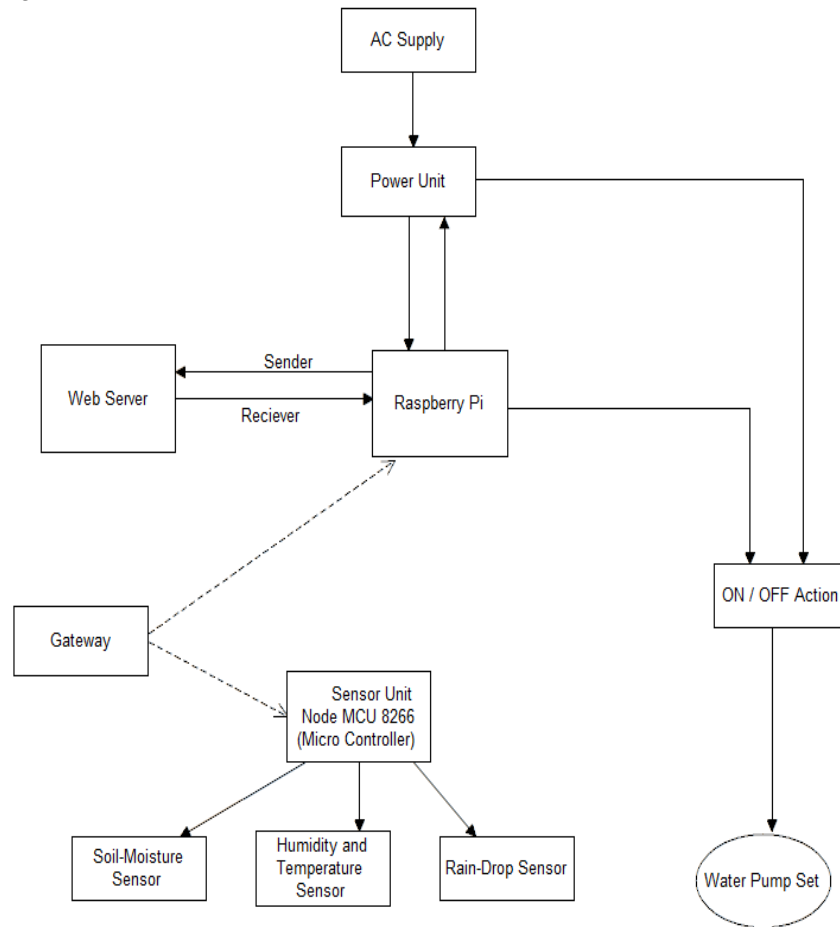 AC Supply
Power Unit
Sender
Web Server
Raspberry Pi
Reciever
ON / OFF Action
Gateway
Sensor Unit
Node MCU 8266
(Micro Controller)
Soil-Moisture
Sensor
Humidity and
Temperature
Sensor
Rain-Drop Sensor
Water Pump Set